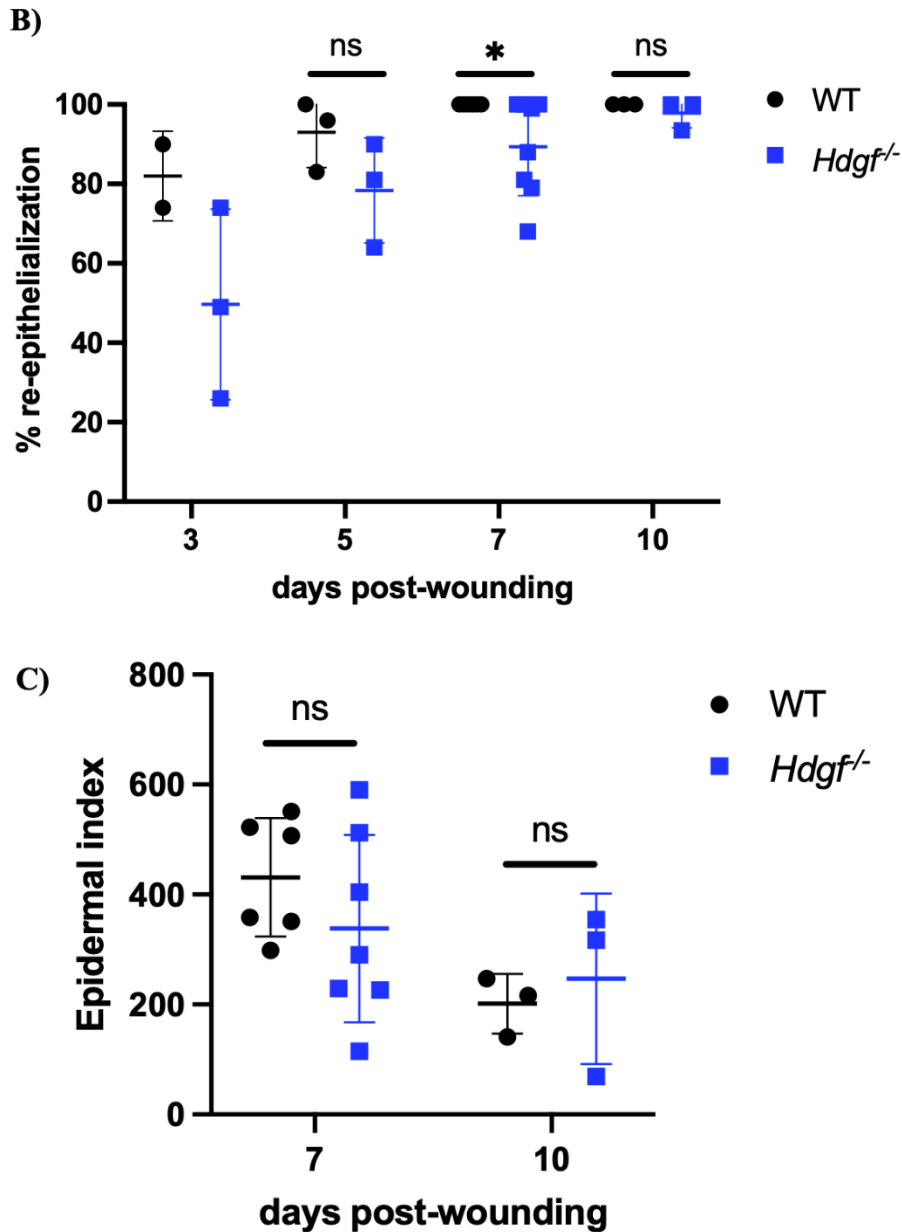 B)
ns
*
ns
WT
Hdgf-/-
100
80
60
40
20
0
% re-epithelialization
3
5
7
10
days post-wounding
C)
800
600
400
200
0
Epidermal index
ns
ns
WT
Hdgf-/-
7
10
days post-wounding